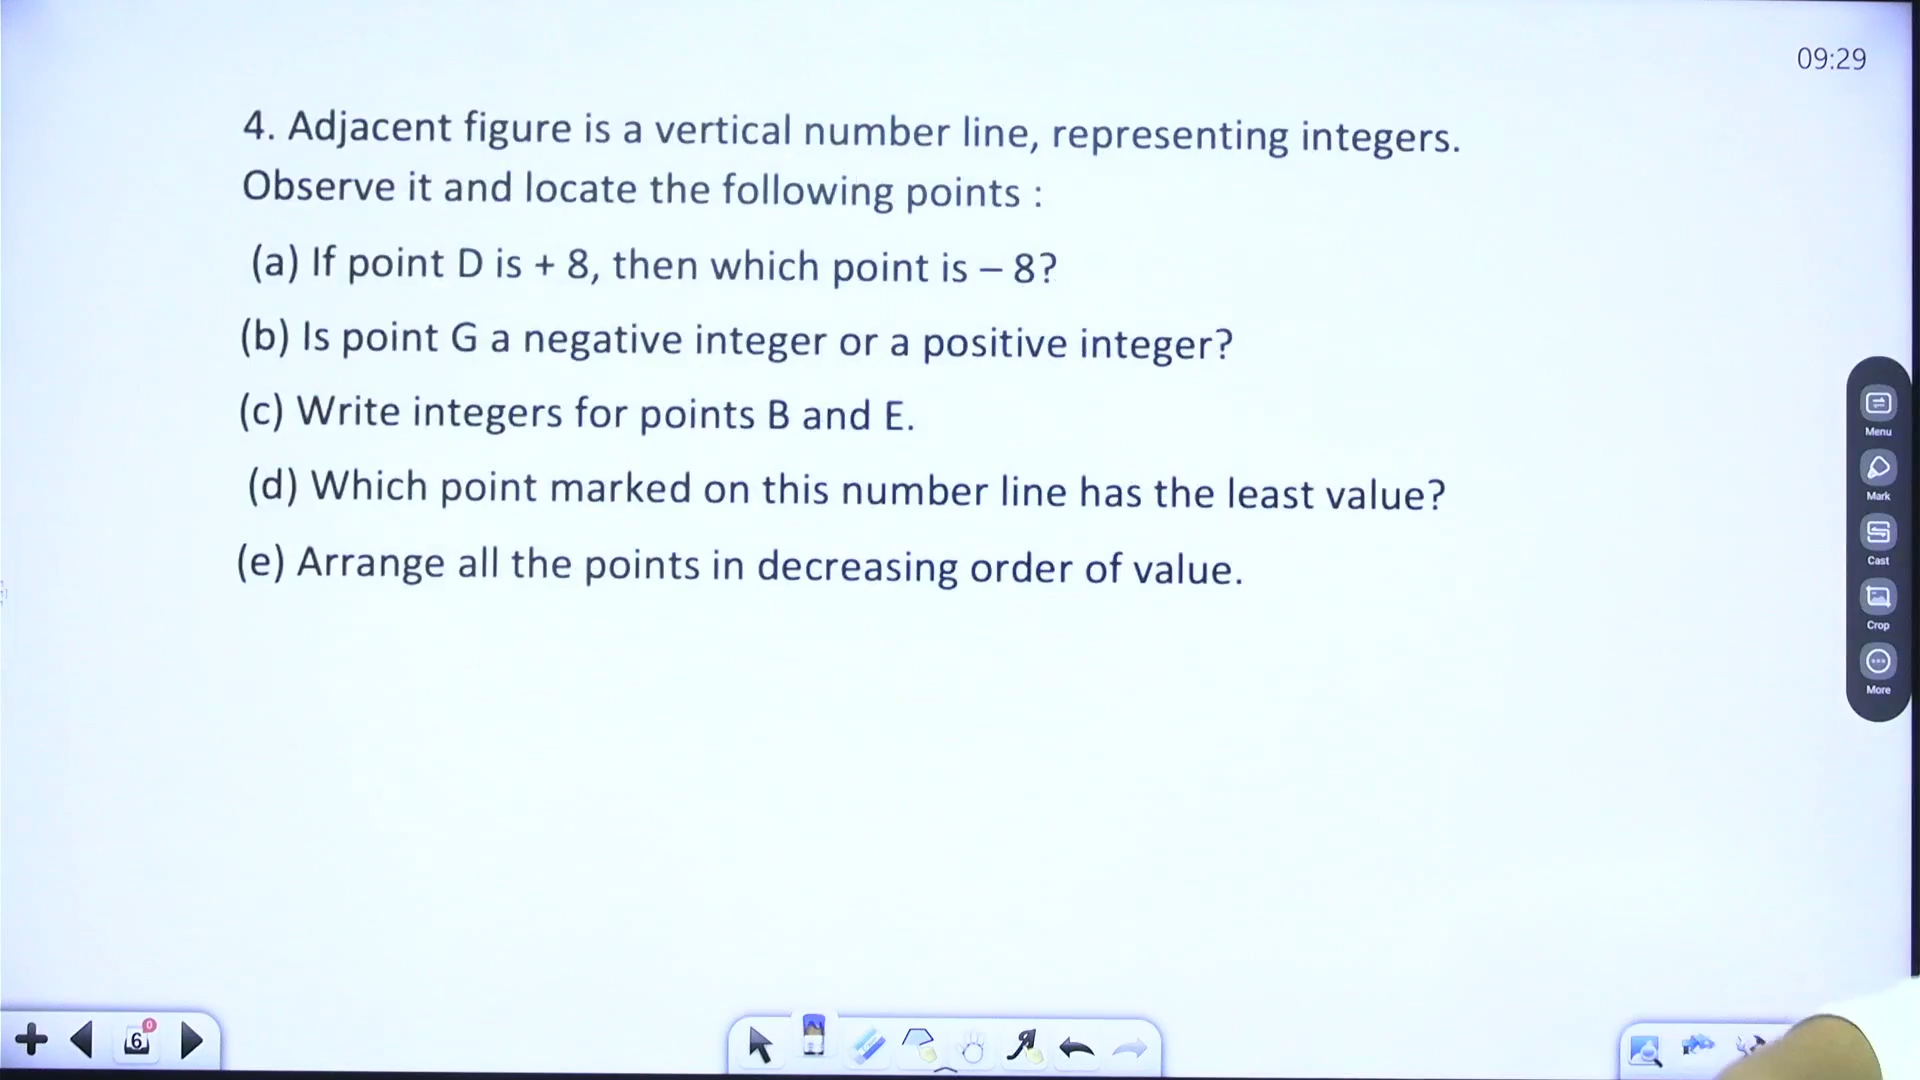 09:29
4. Adjacent figure is a vertical number line, representing integers.
Observe it and locate the following points :
(a) If point D is + 8, then which point is – 8?
(b) Is point G a negative integer or a positive integer?
(c) Write integers for points B and E.
(d) Which point marked on this number line has the least value?
(e) Arrange all the points in decreasing order of value.
Menu
Mark
Cast
Crop
More
0
6